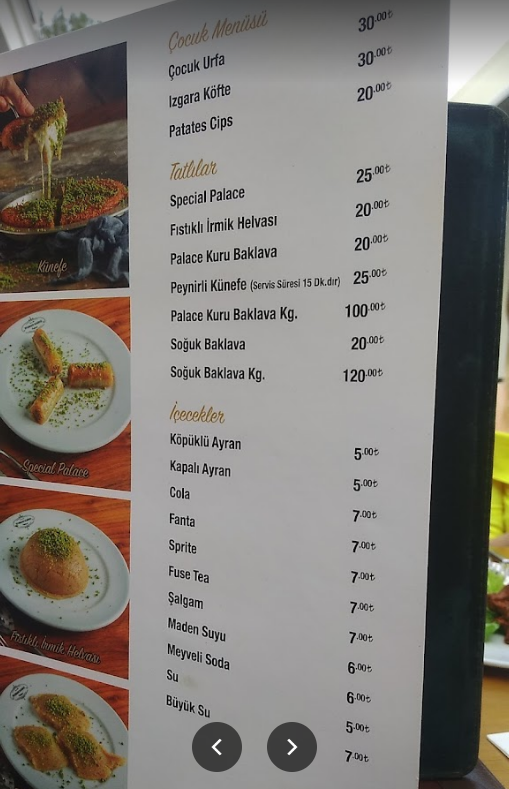 Çocuk Menüsü
Çocuk Urfa 30.00₺
Izgara Köfte 30.00₺
Patates Cips 20.00₺
Tatlılar
Special Palace 25.00₺
Fıstıklı İrmik Helvası 20.00₺
Palace Kuru Baklava 20.00₺
Peynirli Künefe (Servis Süresi 15 Dk.dır) 25.00₺
Palace Kuru Baklava Kg. 100.00₺
Soğuk Baklava 20.00₺
Soğuk Baklava Kg. 120.00₺
İçecekler
Köpüklü Ayran 5.00₺
Kapalı Ayran 5.00₺
Cola 7.00₺
Fanta 7.00₺
Sprite 7.00₺
Fuse Tea 7.00₺
Şalgam 7.00₺
Maden Suyu 6.00₺
Meyveli Soda 6.00₺
Su 5.00₺
Büyük Su 7.00₺
Künefe
Special Palace
Fıstıklı İrmik Helvası